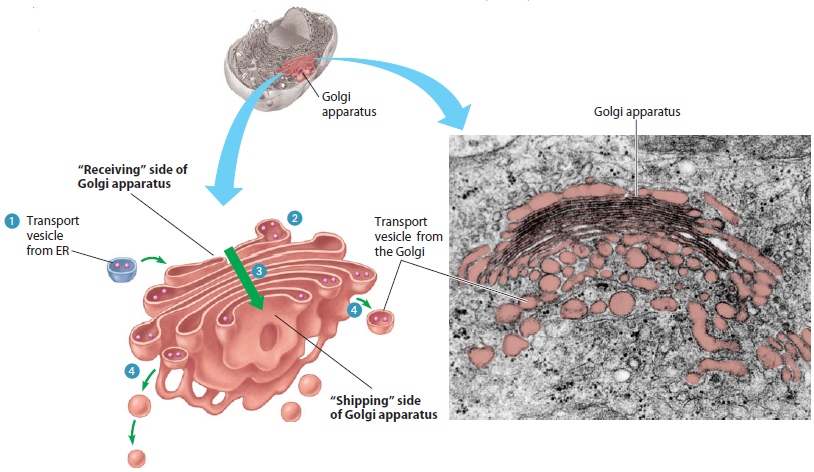 Golgi
apparatus
Golgi apparatus
"Receiving" side of
Golgi apparatus
1 Transport
vesicle
from ER
2
Transport
vesicle from
the Golgi
3
4
4
"Shipping" side
of Golgi apparatus